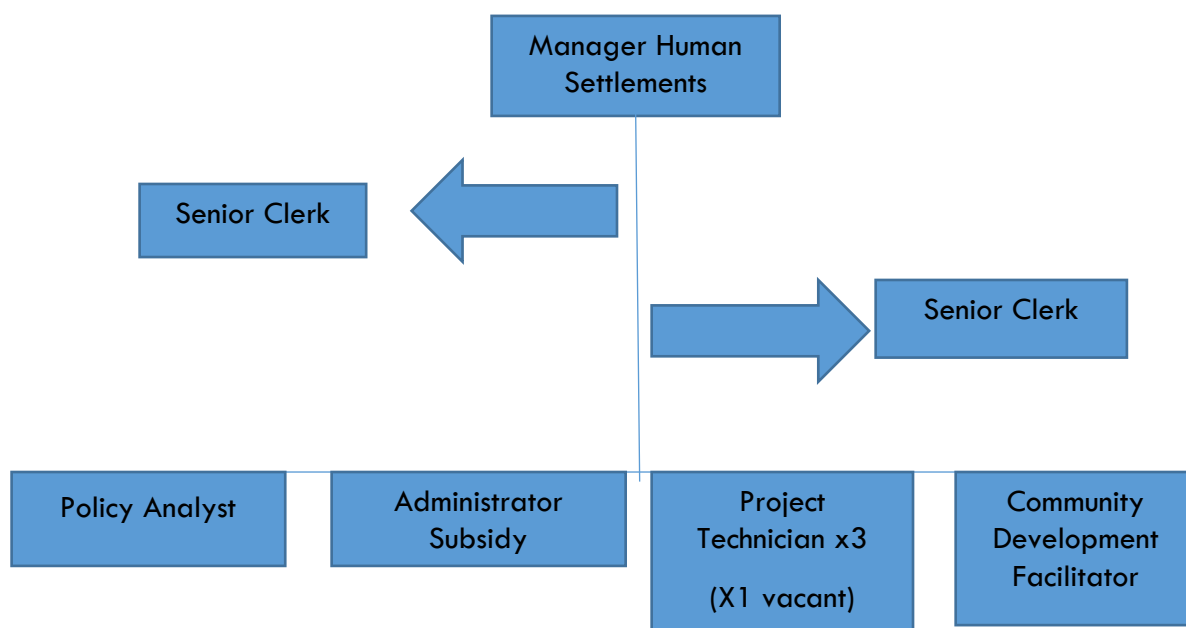 Manager Human
Settlements
Senior Clerk
Senior Clerk
Policy Analyst
Administrator
Subsidy
Project
Technician x3
(X1 vacant)
Community
Development
Facilitator